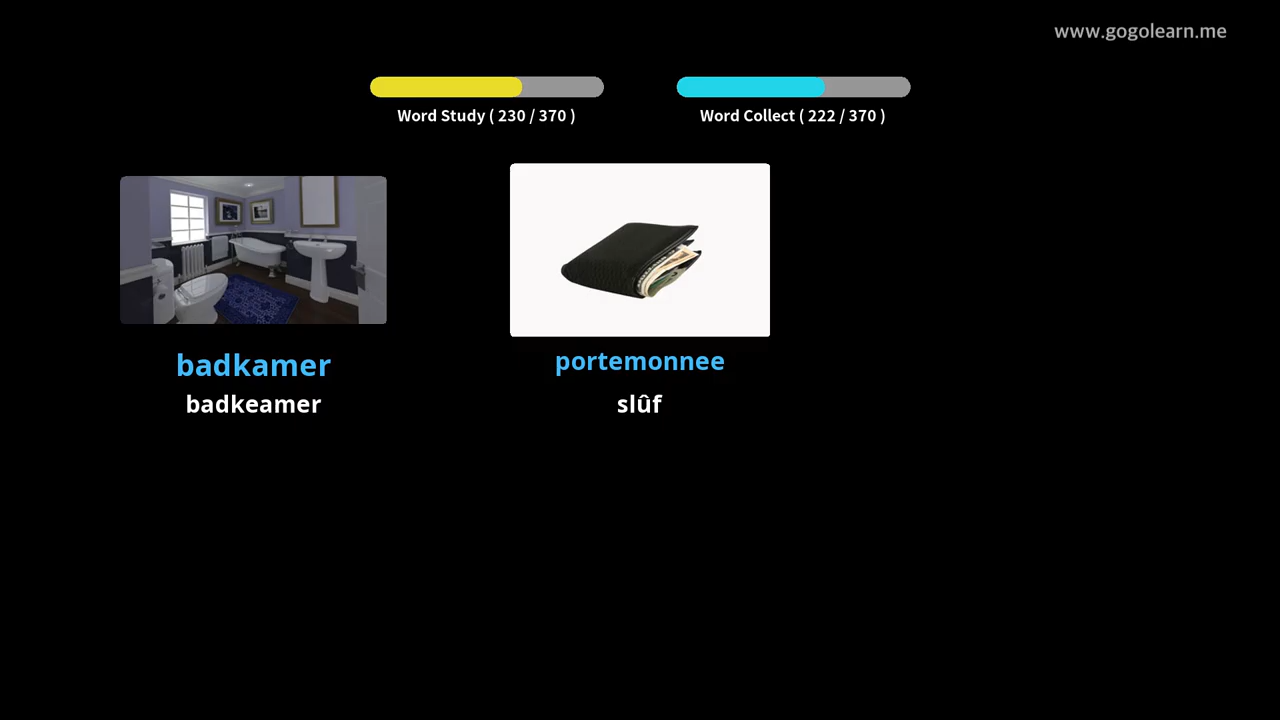 www.gogolearn.me
Word Study ( 230 / 370 )
Word Collect ( 222 / 370 )
badkamer
badkeamer
portemonnee
slûf